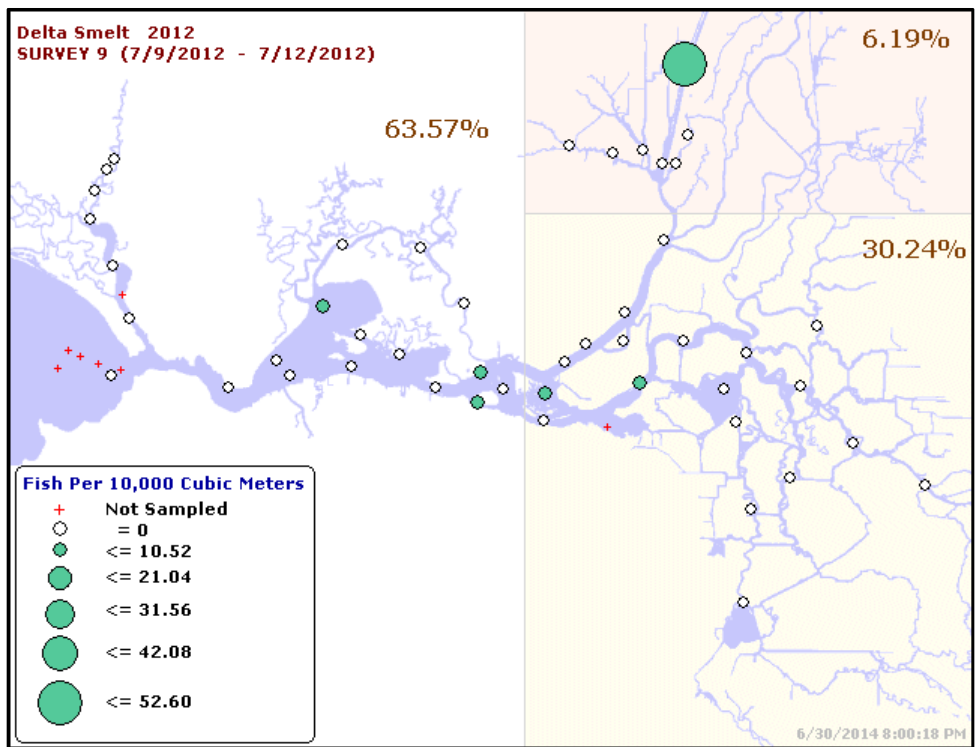 Delta Smelt 2012
SURVEY 9 (7/9/2012 - 7/12/2012)
6.19%
63.57%
30.24%
Fish Per 10,000 Cubic Meters
+ Not Sampled
= 0
<= 10.52
<= 21.04
<= 31.56
<= 42.08
<= 52.60
6/30/2014 8:00:18 PM